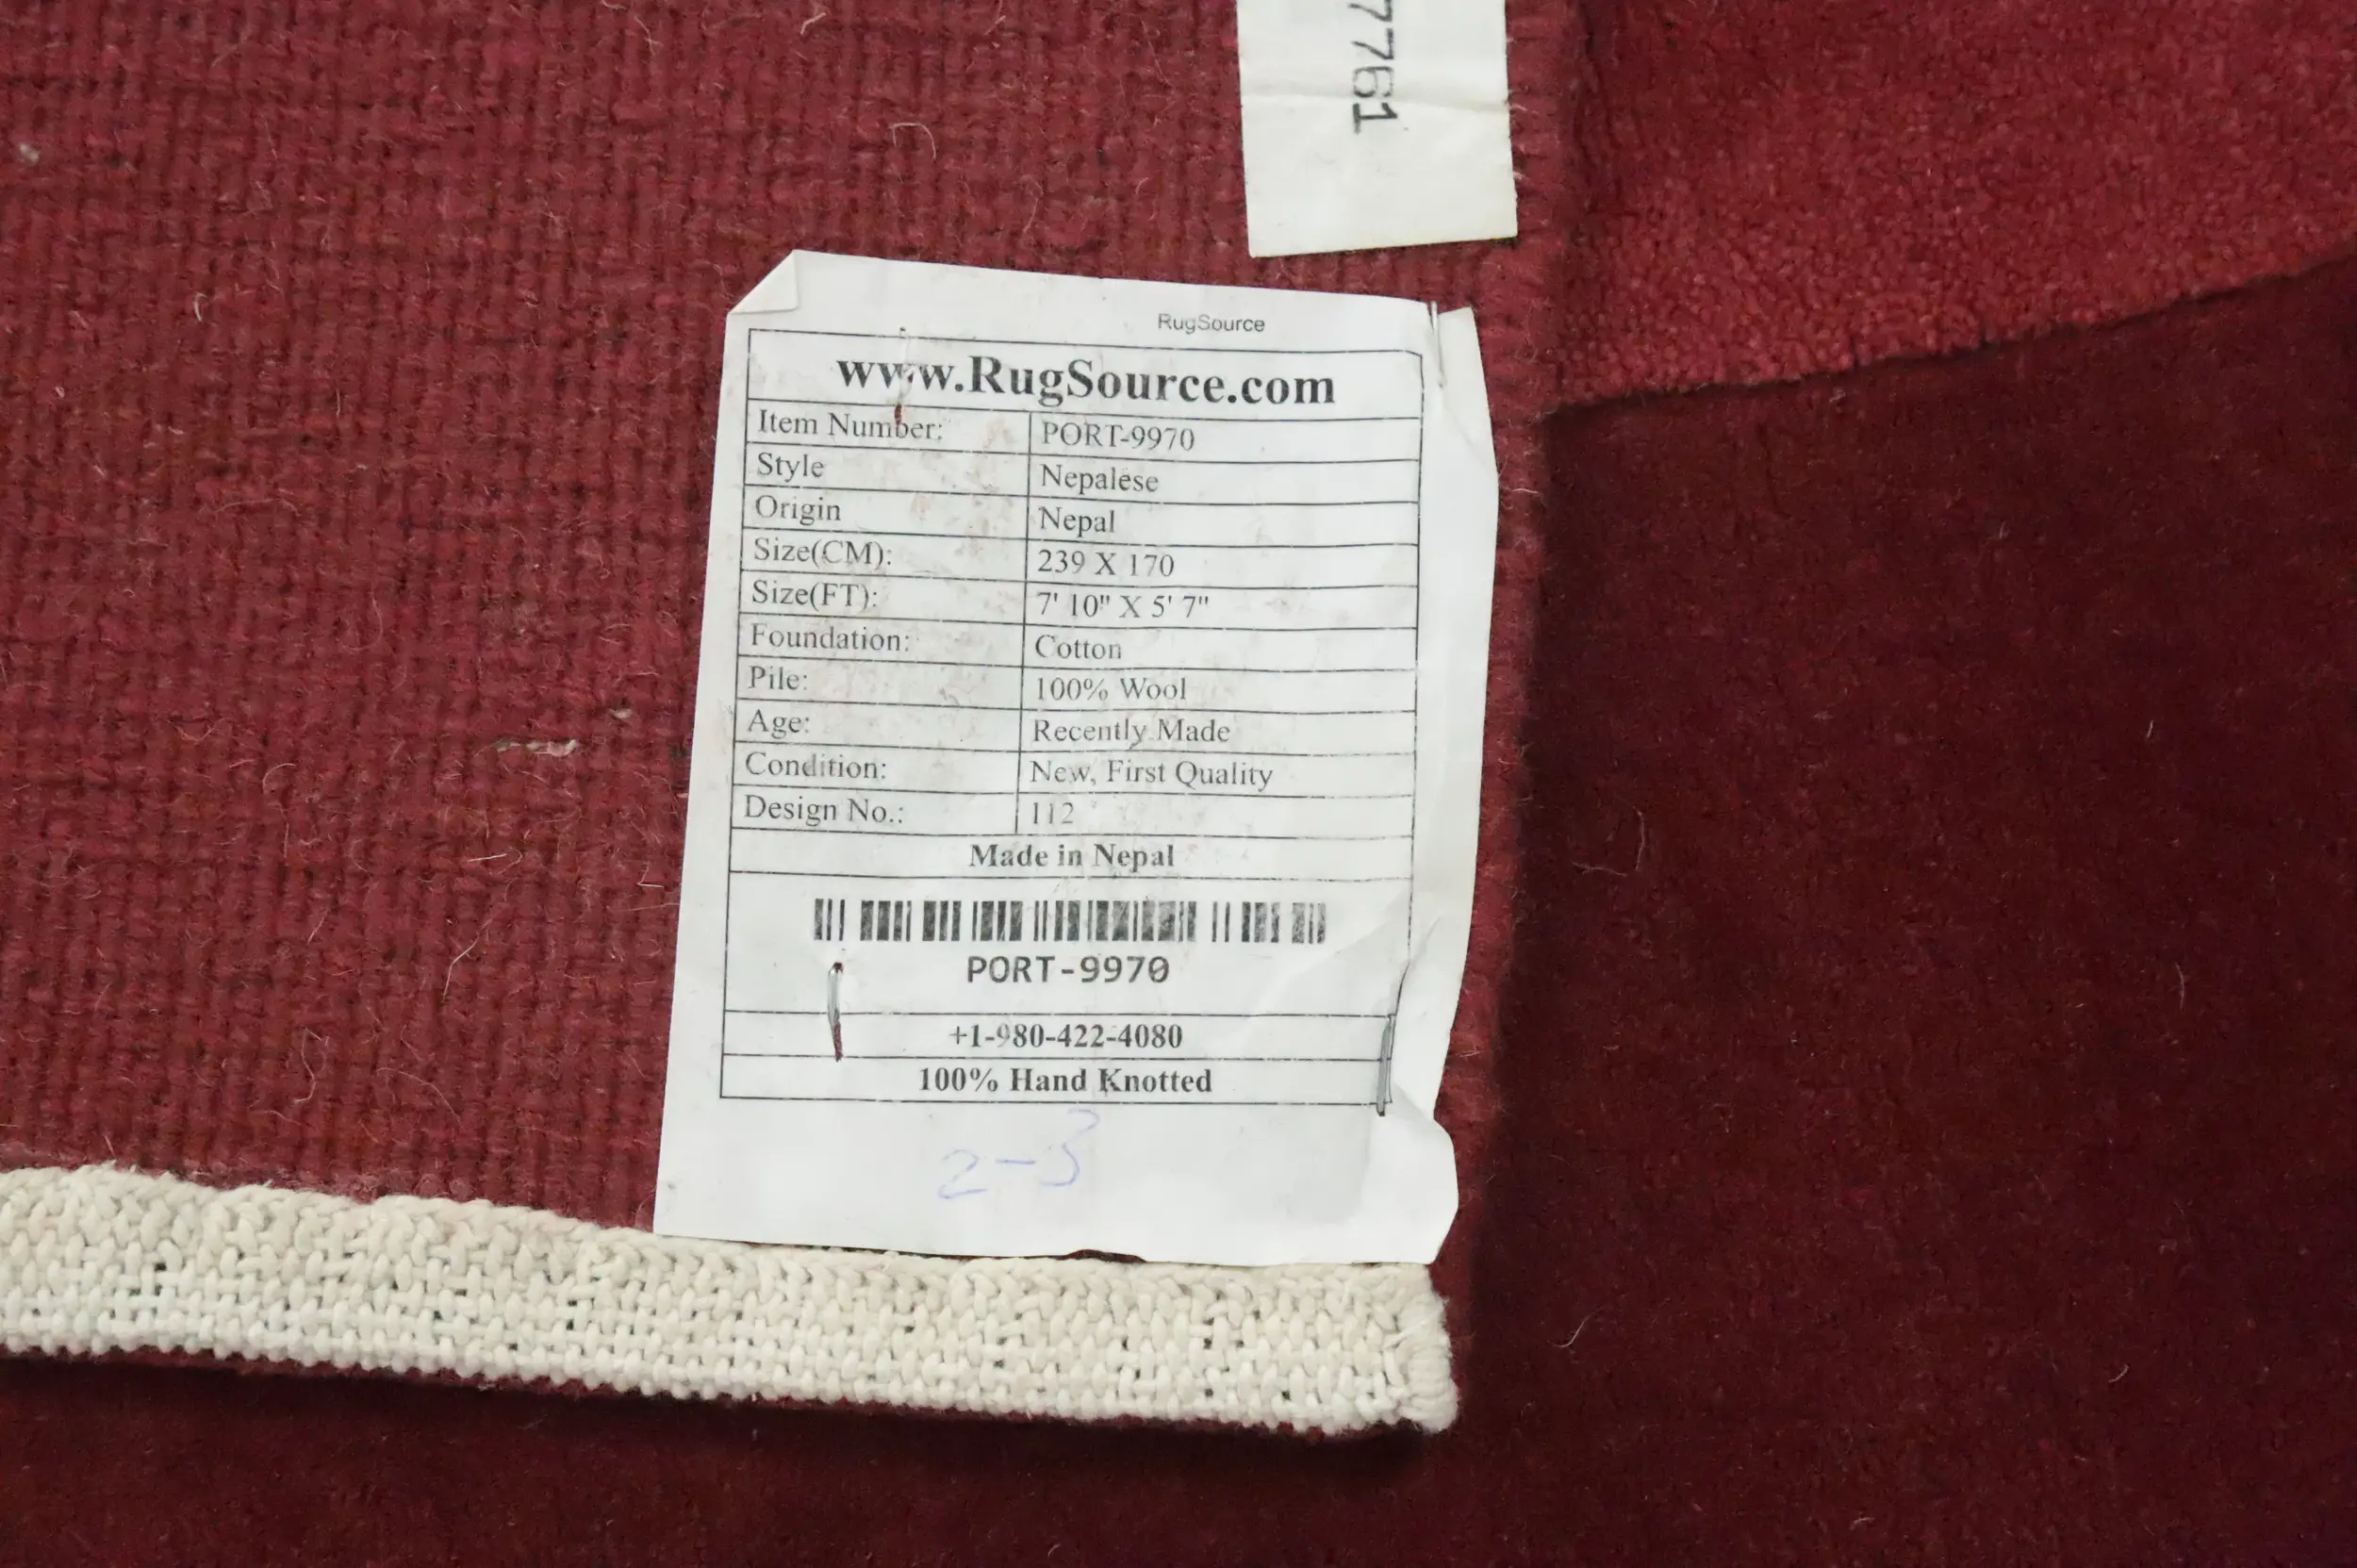 7761
RugSource
www.RugSource.com
Item Number: PORT-9970
Style Nepalese
Origin Nepal
Size(CM): 239 X 170
Size(FT): 7' 10" X 5' 7"
Foundation: Cotton
Pile: 100% Wool
Age: Recently Made
Condition: New, First Quality
Design No.: 112
Made in Nepal
PORT-9970
+1-980-422-4080
100% Hand Knotted
2-3